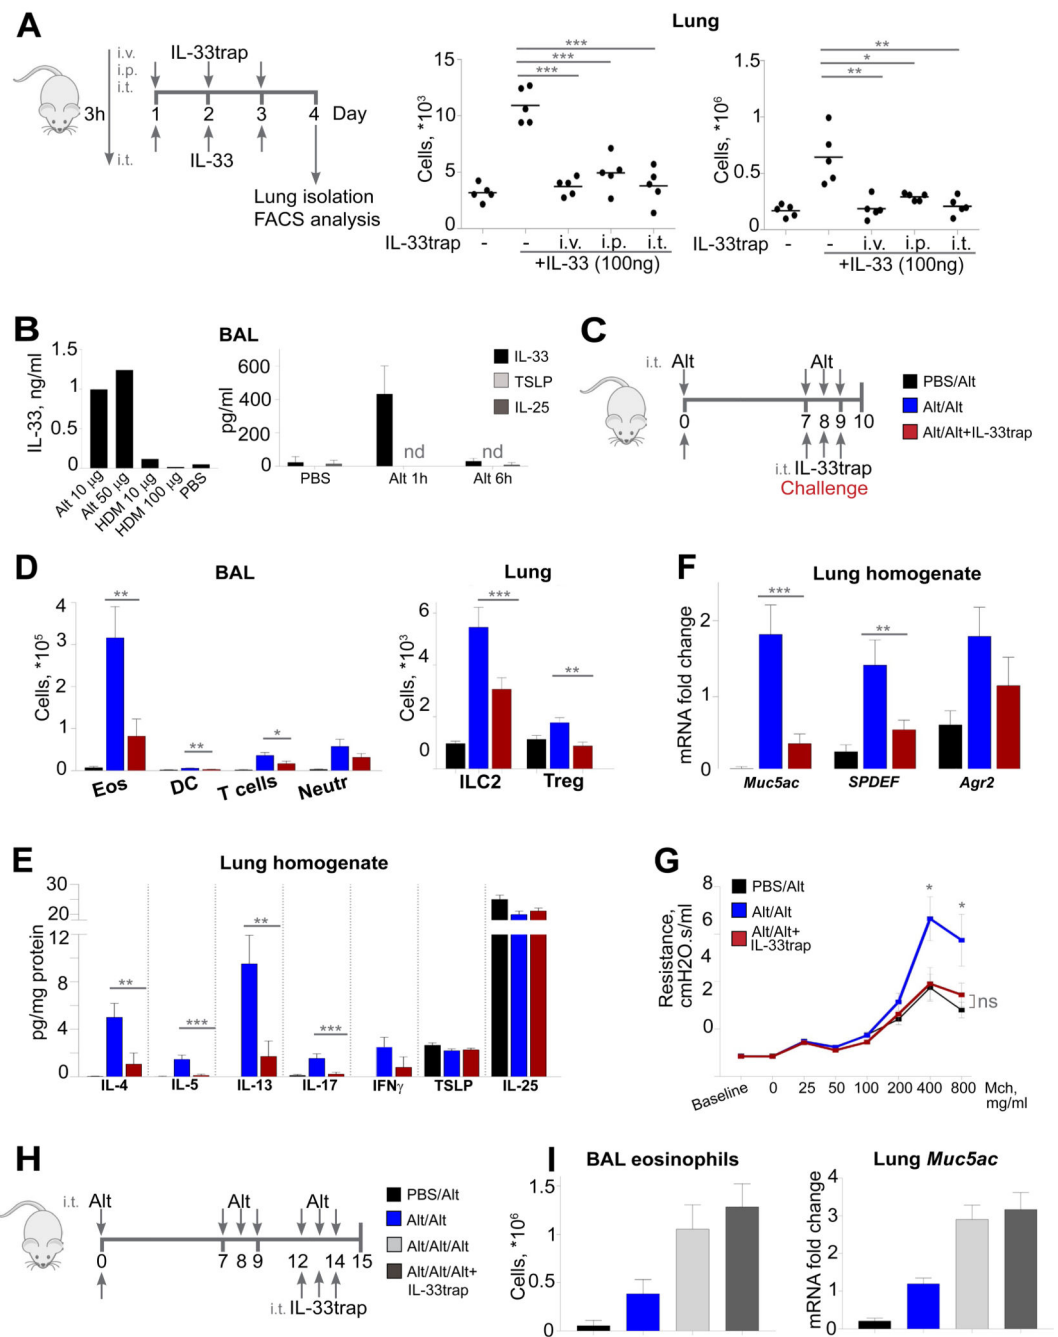 A
i.v.
i.p.
i.t.
IL-33trap
3h
1 2 3 4 Day
i.t.
IL-33
Lung isolation
FACS analysis
Lung
Cells, *10³
15
10
5
0
***
***
***
IL-33trap - - i.v. i.p. i.t.
+IL-33 (100ng)
Cells, *10⁶
1.5
1
0.5
0
**
*
**
IL-33trap - - i.v. i.p. i.t.
+IL-33 (100ng)
B
IL-33, ng/ml
1.5
1
0.5
0
Alt 10 µg
Alt 50 µg
HDM 10 µg
HDM 100 µg
PBS
BAL
pg/ml
600
400
200
0
nd nd
PBS Alt 1h Alt 6h
IL-33
TSLP
IL-25
C
i.t. Alt Alt
0 7 8 9 10
i.t. IL-33trap
Challenge
PBS/Alt
Alt/Alt
Alt/Alt+IL-33trap
D
BAL
Cells, *10⁵
4
3
2
1
0
**
**
*
Eos DC T cells Neutr
Lung
Cells, *10³
6
4
2
0
***
**
ILC2 Treg
F
Lung homogenate
mRNA fold change
2
1
0
***
**
Muc5ac SPDEF Agr2
E
Lung homogenate
pg/mg protein
30
20
12
8
4
0
**
***
**
***
IL-4 IL-5 IL-13 IL-17 IFNγ TSLP IL-25
G
PBS/Alt
Alt/Alt
Alt/Alt+
IL-33trap
Resistance,
cmH2O.s/ml
8
6
4
2
0
* *
ns
Baseline 0 25 50 100 200 400 800 Mch,
mg/ml
H
i.t. Alt Alt Alt
0 7 8 9 12 14 15
i.t. IL-33trap
PBS/Alt
Alt/Alt
Alt/Alt/Alt
Alt/Alt/Alt+
IL-33trap
I
BAL eosinophils
Cells, *10⁶
1.5
1
0.5
0
Lung Muc5ac
mRNA fold change
4
3
2
1
0